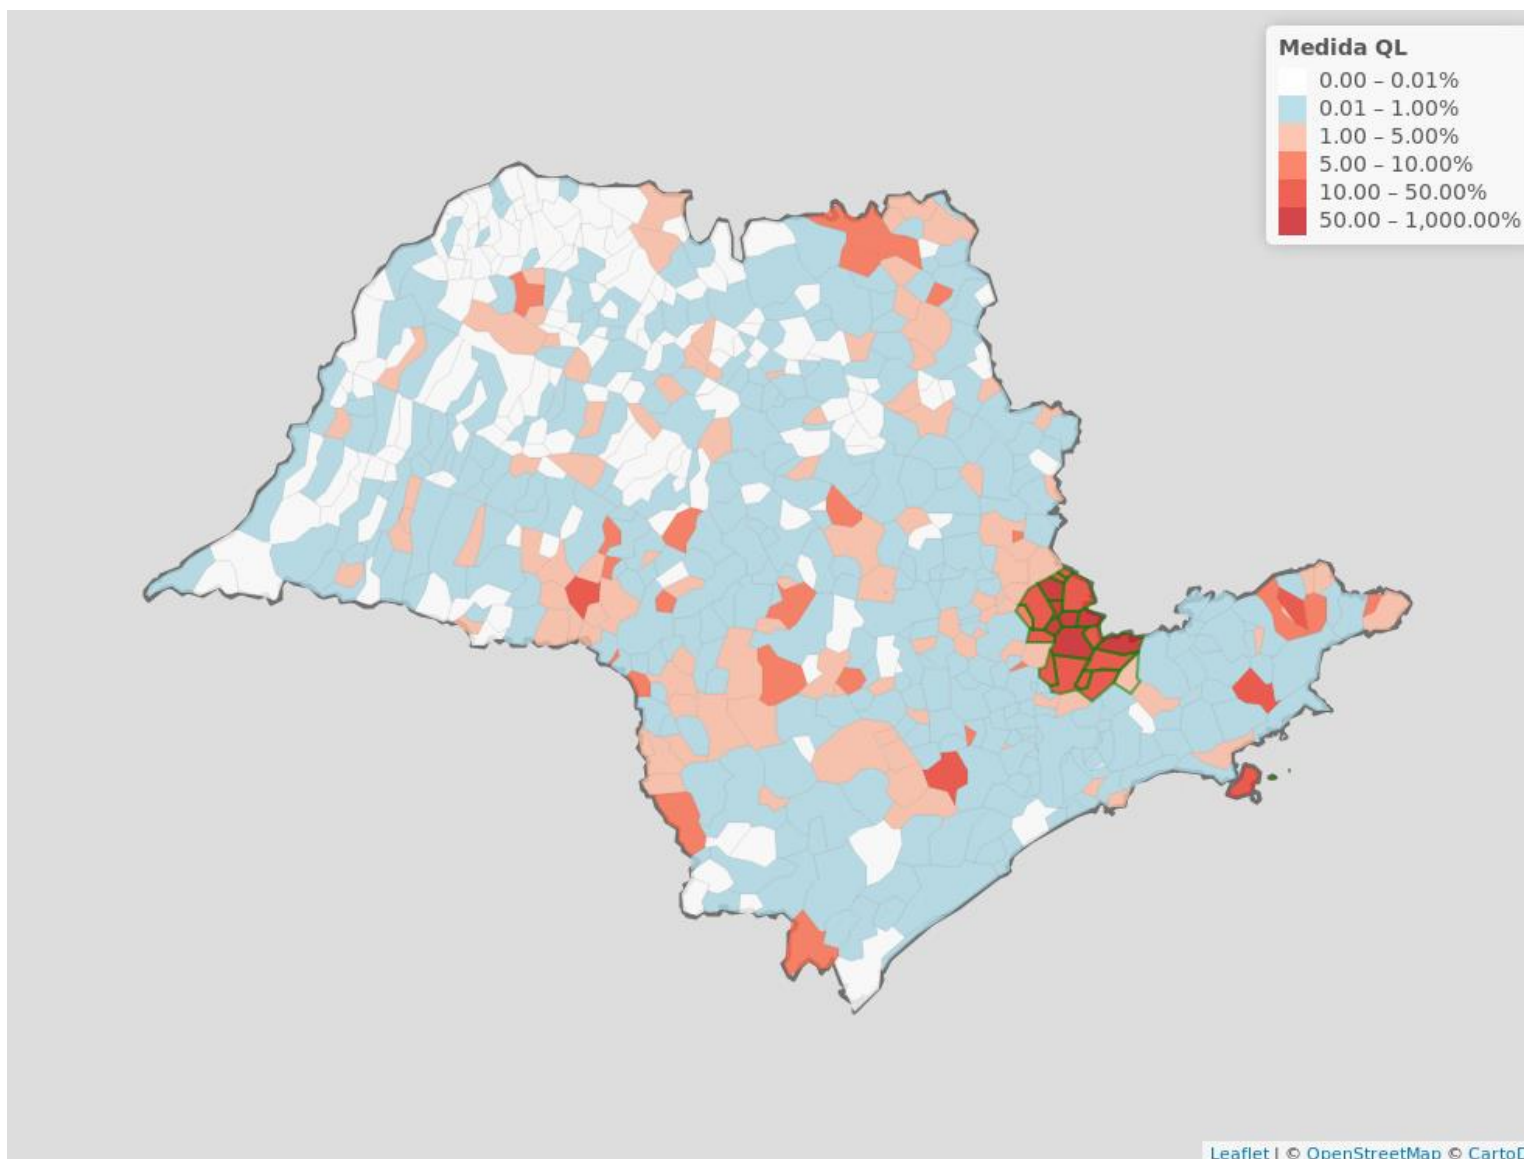 Medida QL
0.00 – 0.01%
0.01 – 1.00%
1.00 – 5.00%
5.00 – 10.00%
10.00 – 50.00%
50.00 – 1,000.00%
Leaflet | © OpenStreetMap © CartoD